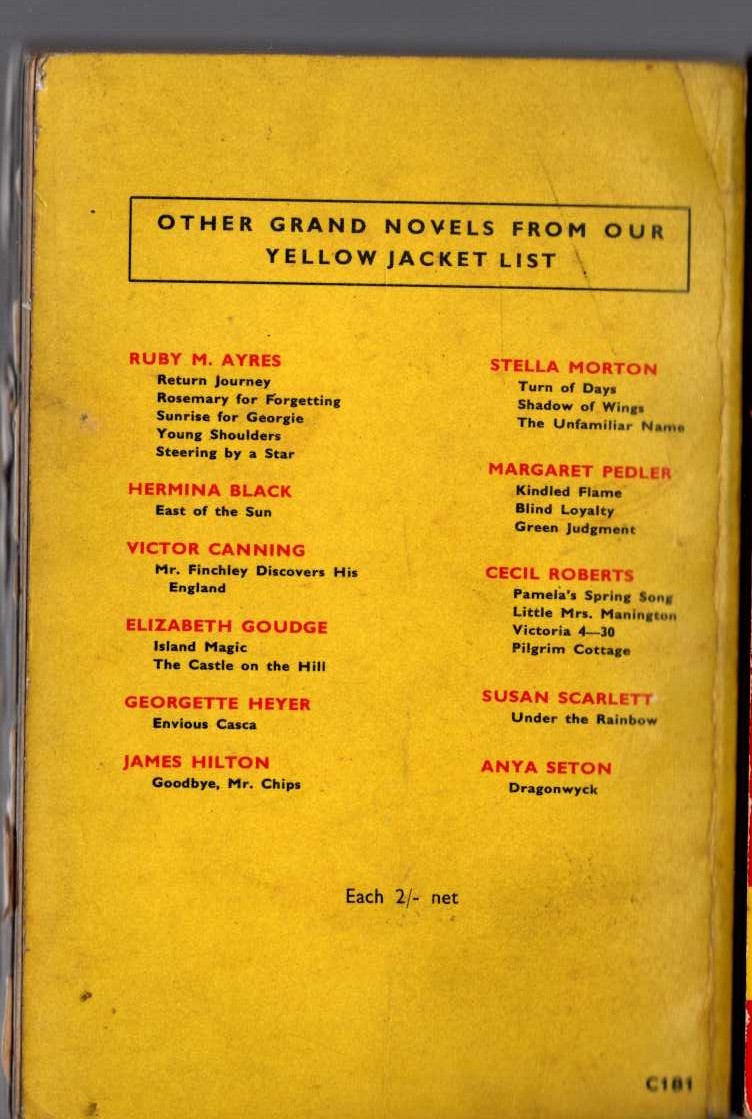 OTHER GRAND NOVELS FROM OUR
YELLOW JACKET LIST
RUBY M. AYRES
Return Journey
Rosemary for Forgetting
Sunrise for Georgie
Young Shoulders
Steering by a Star
HERMINA BLACK
East of the Sun
VICTOR CANNING
Mr. Finchley Discovers His
England
ELIZABETH GOUDGE
Island Magic
The Castle on the Hill
GEORGETTE HEYER
Envious Casca
JAMES HILTON
Goodbye, Mr. Chips
STELLA MORTON
Turn of Days
Shadow of Wings
The Unfamiliar Name
MARGARET PEDLER
Kindled Flame
Blind Loyalty
Green Judgment
CECIL ROBERTS
Pamela's Spring Song
Little Mrs. Manington
Victoria 4—30
Pilgrim Cottage
SUSAN SCARLETT
Under the Rainbow
ANYA SETON
Dragonwyck
Each 2/- net
C181